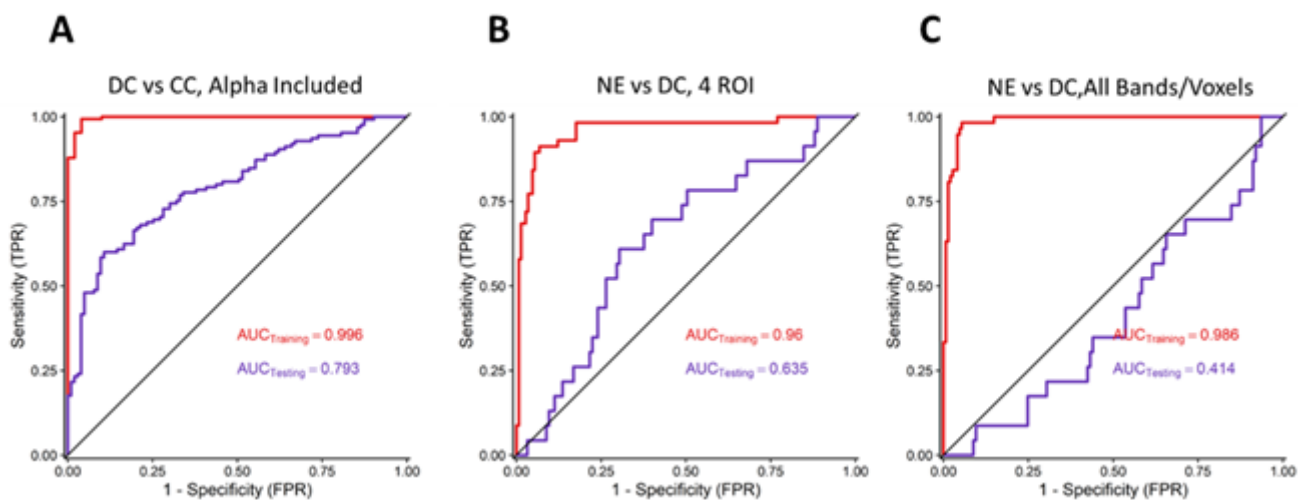 A
B
C
DC vs CC, Alpha Included
NE vs DC, 4 ROI
NE vs DC,All Bands/Voxels
1.00
0.75
0.50
0.25
0.00
Sensitivity (TPR)
AUCTraining = 0.996
AUCTesting = 0.793
0.00 0.25 0.50 0.75 1.00
1 - Specificity (FPR)
1.00
0.75
0.50
0.25
0.00
Sensitivity (TPR)
AUCTraining = 0.96
AUCTesting = 0.635
0.00 0.25 0.50 0.75 1.00
1 - Specificity (FPR)
1.00
0.75
0.50
0.25
0.00
Sensitivity (TPR)
AUCTraining = 0.986
AUCTesting = 0.414
0.00 0.25 0.50 0.75 1.00
1 - Specificity (FPR)